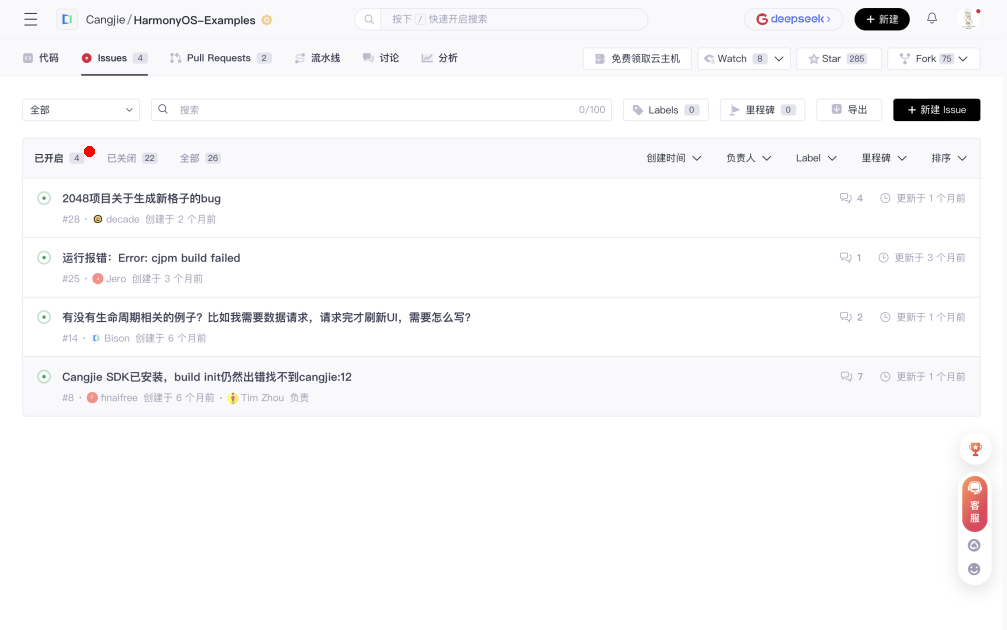 Cangjie / HarmonyOS-Examples
按下 / 快速开启搜索
deepseek
+ 新建
代码
Issues 4
Pull Requests 2
流水线
讨论
分析
免费领取云主机
Watch 8
Star 285
Fork 75
全部
搜索
0/100
Labels 0
里程碑 0
导出
+ 新建 Issue
已开启 4
已关闭 22
全部 26
创建时间
负责人
Label
里程碑
排序
2048项目关于生成新格子的bug
4
更新于 1 个月前
#28 · decade 创建于 2 个月前
运行报错：Error: cjpm build failed
1
更新于 3 个月前
#25 · Jero 创建于 3 个月前
有没有生命周期相关的例子？比如我需要数据请求，请求完才刷新UI，需要怎么写?
2
更新于 1 个月前
#14 · Bison 创建于 6 个月前
Cangjie SDK已安装，build init仍然出错找不到cangjie:12
7
更新于 1 个月前
#8 · finalfree 创建于 6 个月前 · Tim Zhou 负责
客
服